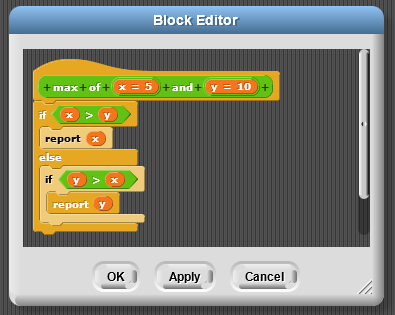 Block Editor
+ max + of + x = 5 + and + y = 10 +
if x > y
report x
else
if y > x
report y
OK Apply Cancel